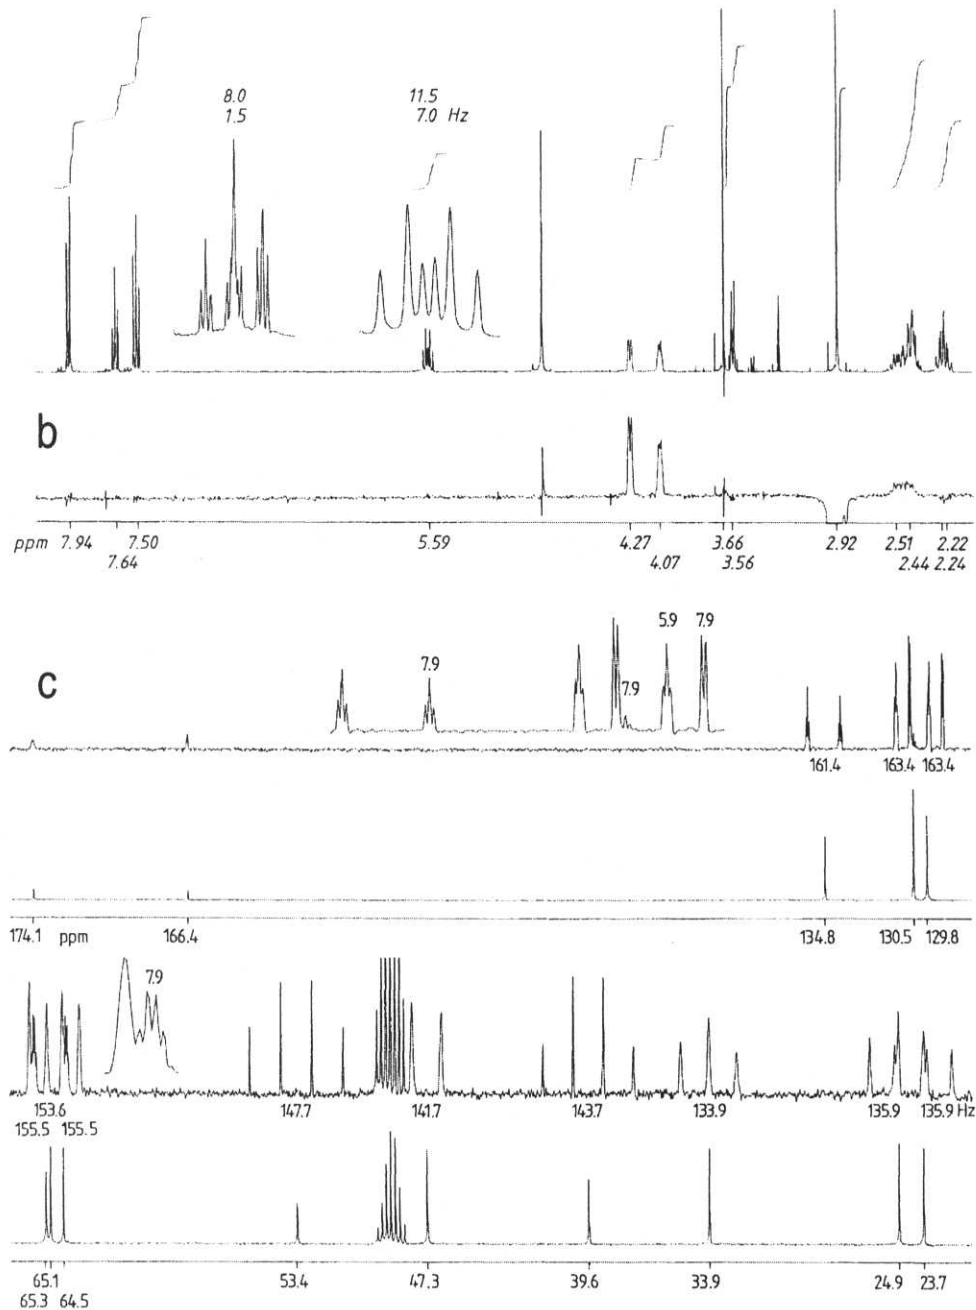 8.0 11.5
1.5 7.0 Hz
b
ppm 7.94 7.50 5.59 4.27 3.66 2.92 2.51 2.22
7.64 4.07 3.56 2.44 2.24
5.9 7.9
7.9
7.9
c
161.4 163.4 163.4
174.1 ppm 166.4 134.8 130.5 129.8
7.9
153.6 147.7 141.7 143.7 133.9 135.9 135.9 Hz
155.5 155.5
65.1 53.4 47.3 39.6 33.9 24.9 23.7
65.3 64.5